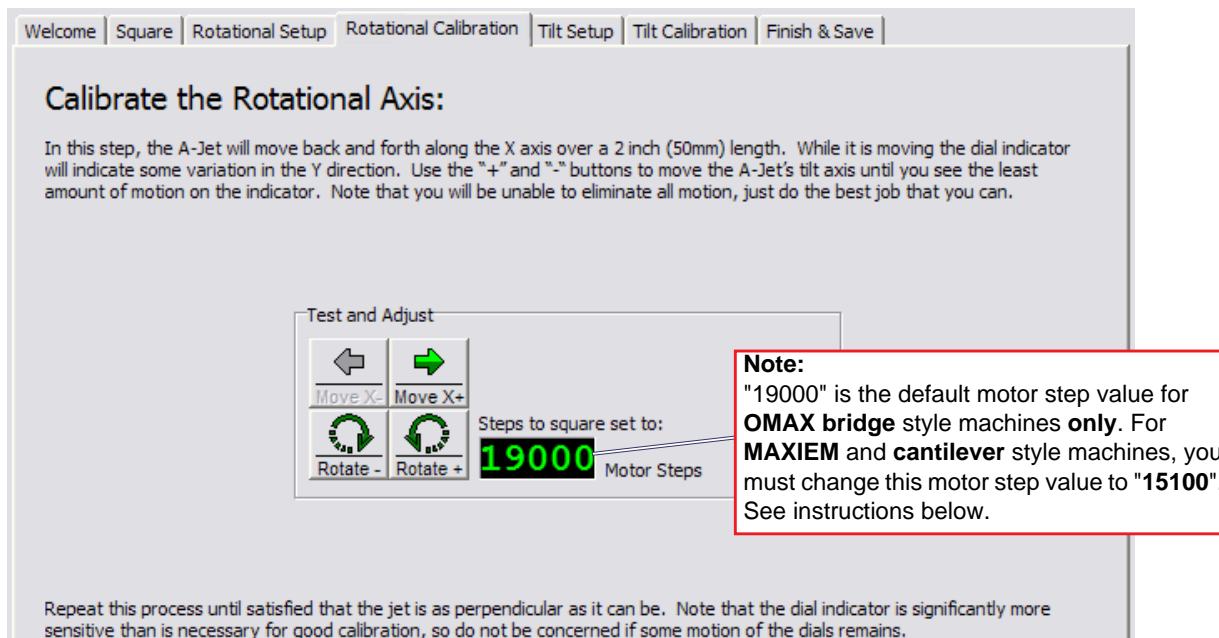 Welcome Square Rotational Setup Rotational Calibration Tilt Setup Tilt Calibration Finish & Save
Calibrate the Rotational Axis:
In this step, the A-Jet will move back and forth along the X axis over a 2 inch (50mm) length. While it is moving the dial indicator
will indicate some variation in the Y direction. Use the "+" and "-" buttons to move the A-Jet's tilt axis until you see the least
amount of motion on the indicator. Note that you will be unable to eliminate all motion, just do the best job that you can.
Test and Adjust
Move X- Move X+
Rotate - Rotate +
Steps to square set to:
19000 Motor Steps
Note:
"19000" is the default motor step value for
OMAX bridge style machines only. For
MAXIEM and cantilever style machines, you
must change this motor step value to "15100".
See instructions below.
Repeat this process until satisfied that the jet is as perpendicular as it can be. Note that the dial indicator is significantly more
sensitive than is necessary for good calibration, so do not be concerned if some motion of the dials remains.